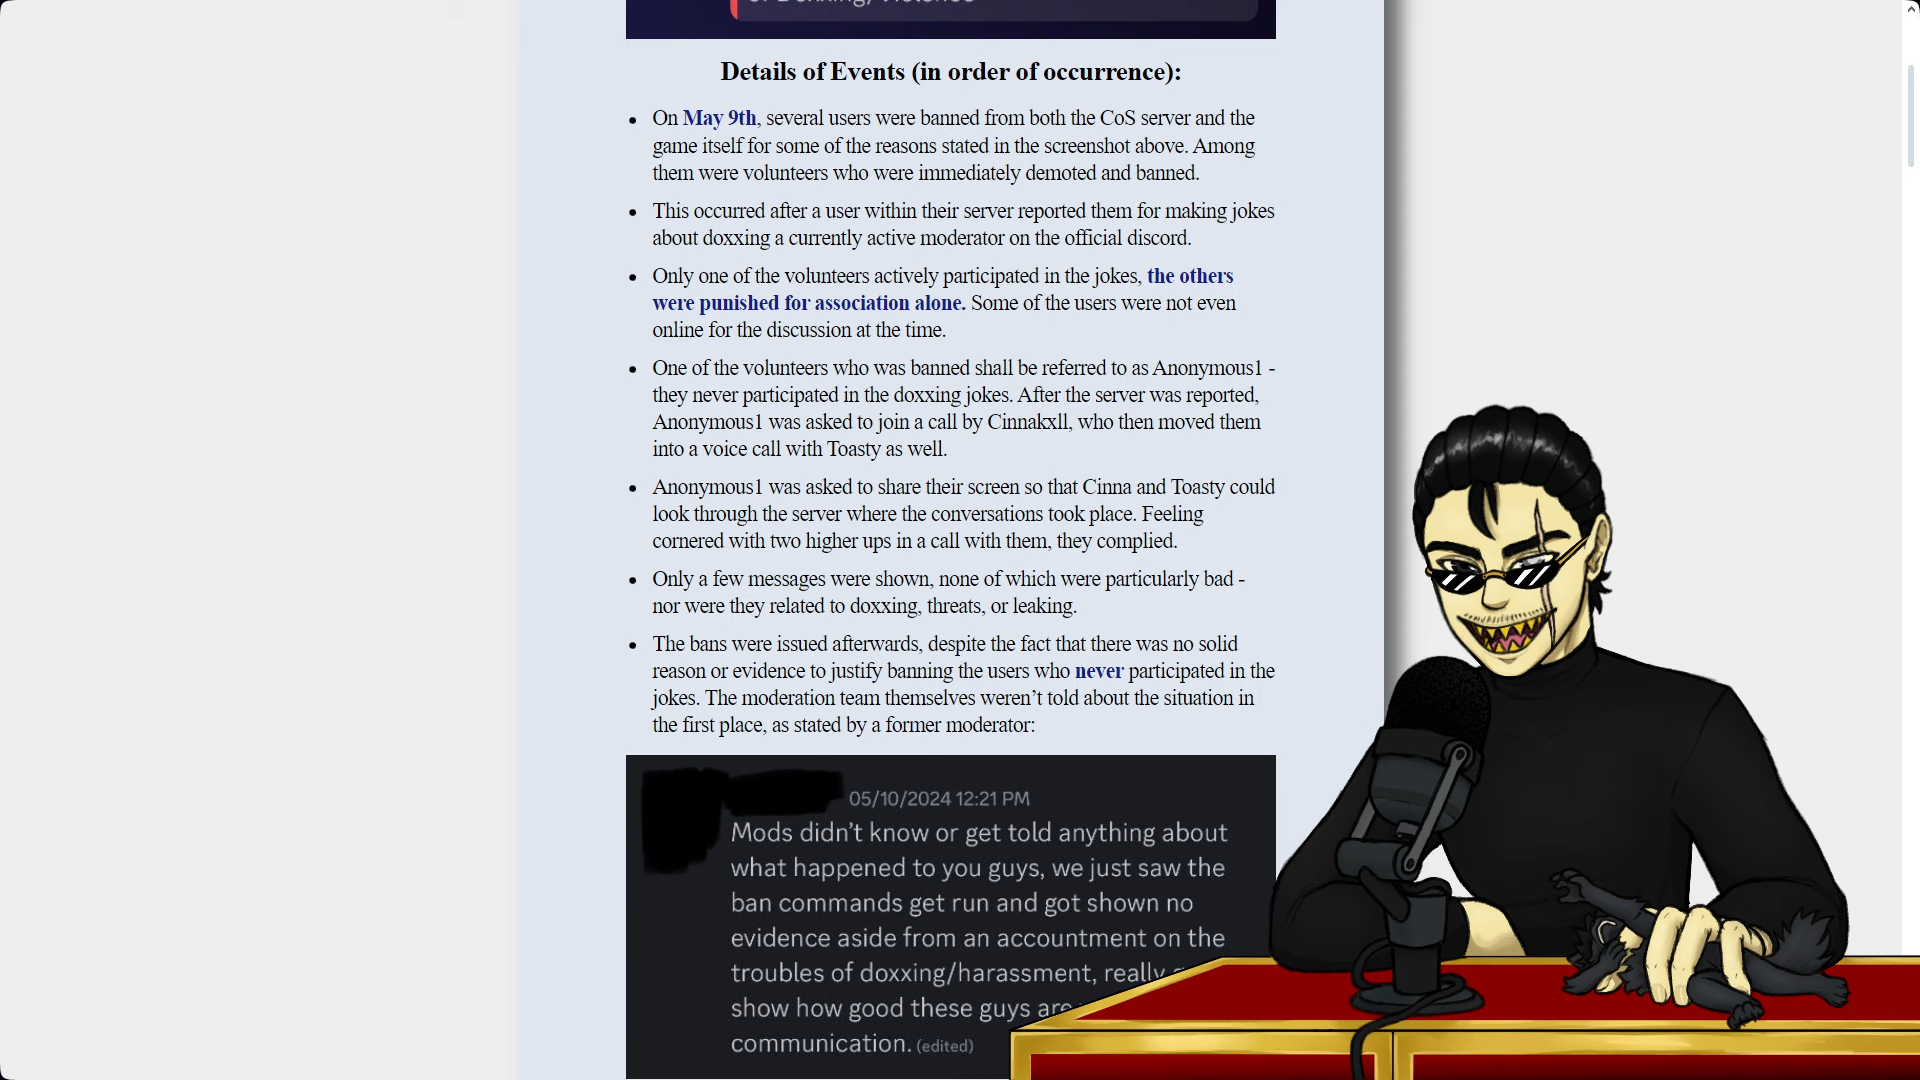 Details of Events (in order of occurrence):
On May 9th, several users were banned from both the CoS server and the
game itself for some of the reasons stated in the screenshot above. Among
them were volunteers who were immediately demoted and banned.
This occurred after a user within their server reported them for making jokes
about doxxing a currently active moderator on the official discord.
Only one of the volunteers actively participated in the jokes, the others
were punished for association alone. Some of the users were not even
online for the discussion at the time.
One of the volunteers who was banned shall be referred to as Anonymous1 -
they never participated in the doxxing jokes. After the server was reported,
Anonymous1 was asked to join a call by Cinnakxll, who then moved them
into a voice call with Toasty as well.
Anonymous1 was asked to share their screen so that Cinna and Toasty could
look through the server where the conversations took place. Feeling
cornered with two higher ups in a call with them, they complied.
Only a few messages were shown, none of which were particularly bad -
nor were they related to doxxing, threats, or leaking.
The bans were issued afterwards, despite the fact that there was no solid
reason or evidence to justify banning the users who never participated in the
jokes. The moderation team themselves weren't told about the situation in
the first place, as stated by a former moderator:
05/10/2024 12:21 PM
Mods didn't know or get told anything about
what happened to you guys, we just saw the
ban commands get run and got shown no
evidence aside from an accountment on the
troubles of doxxing/harassment, really
show how good these guys are
communication. (edited)